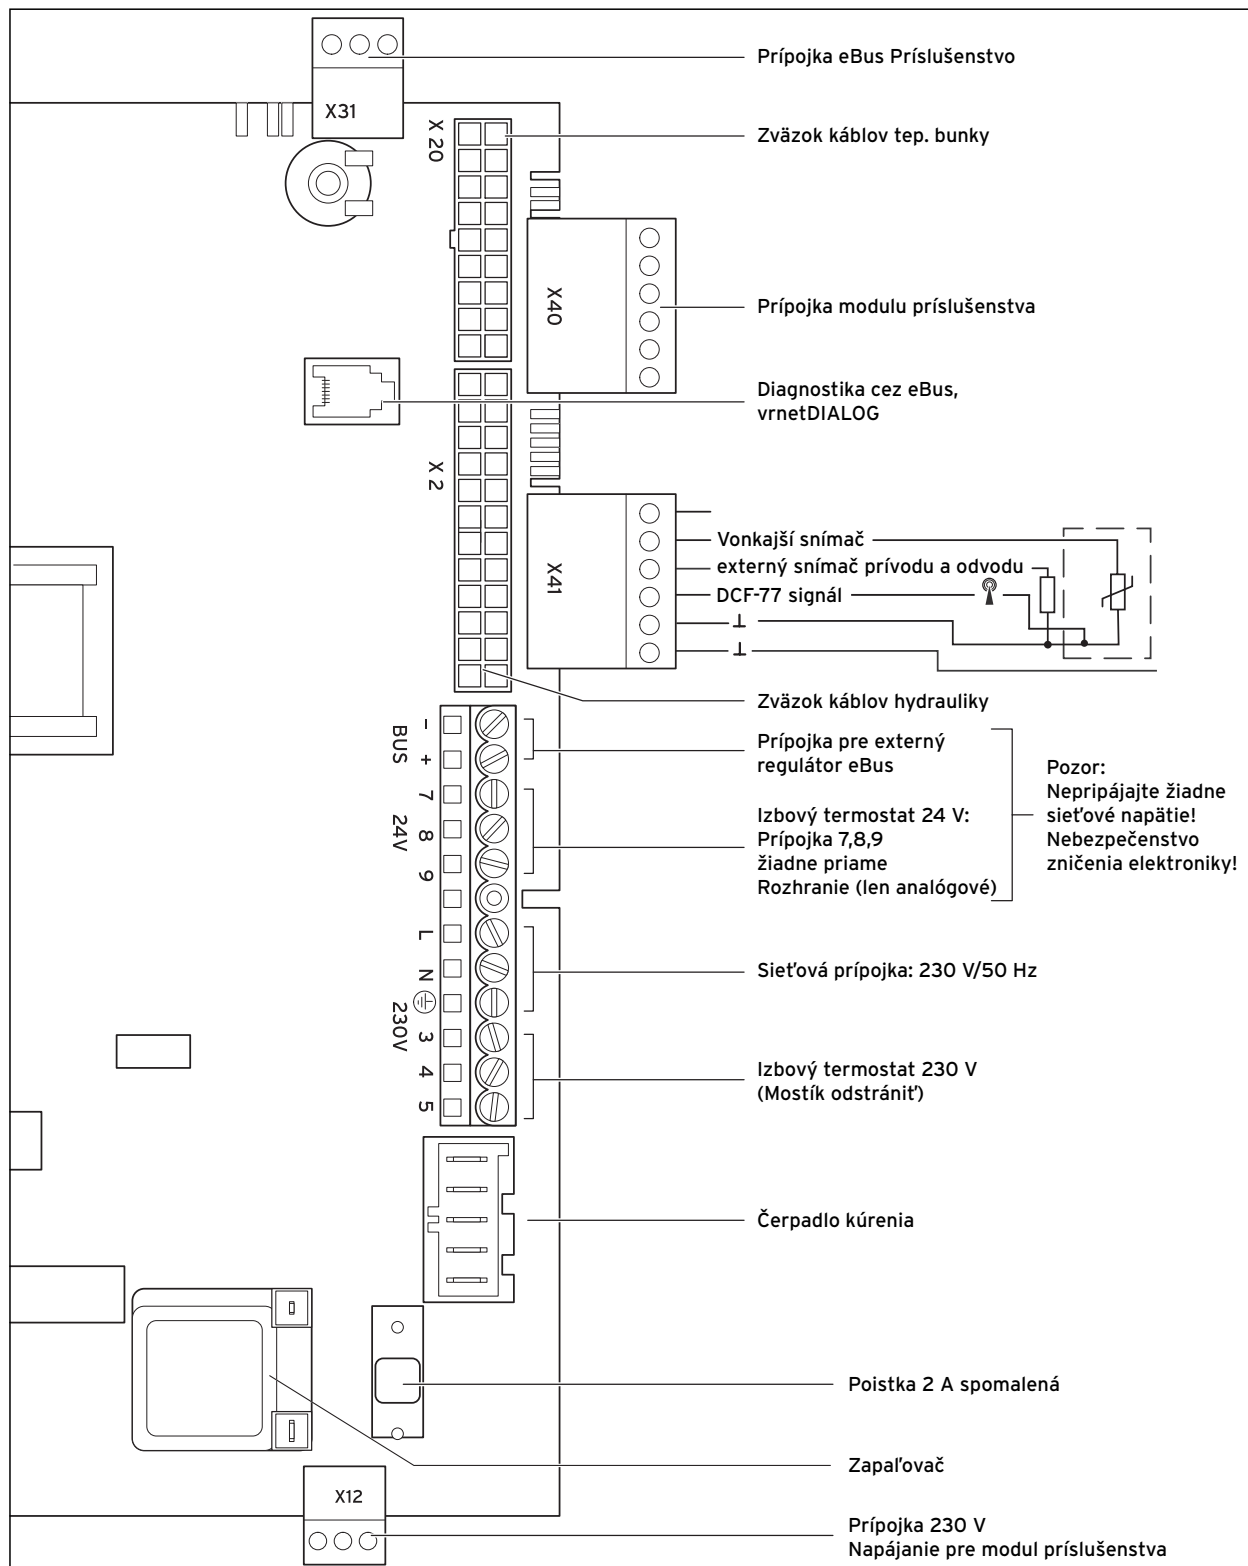 Prípojka eBus Príslušenstvo
X31
X 20
Zväzok káblov tep. bunky
X40
Prípojka modulu príslušenstva
Diagnostika cez eBus,
vrnetDIALOG
X 2
X41
Vonkajší snímač
externý snímač prívodu a odvodu
DCF-77 signál
Zväzok káblov hydrauliky
BUS
-
+
24V
7
8
9
230V
L
N
3
4
5
Prípojka pre externý
regulátor eBus
Izbový termostat 24 V:
Prípojka 7,8,9
žiadne priame
Rozhranie (len analógové)
Pozor:
Nepripájajte žiadne
sieťové napätie!
Nebezpečenstvo
zničenia elektroniky!
Sieťová prípojka: 230 V/50 Hz
Izbový termostat 230 V
(Mostík odstrániť)
Čerpadlo kúrenia
Poistka 2 A spomalená
Zapaľovač
X12
Prípojka 230 V
Napájanie pre modul príslušenstva